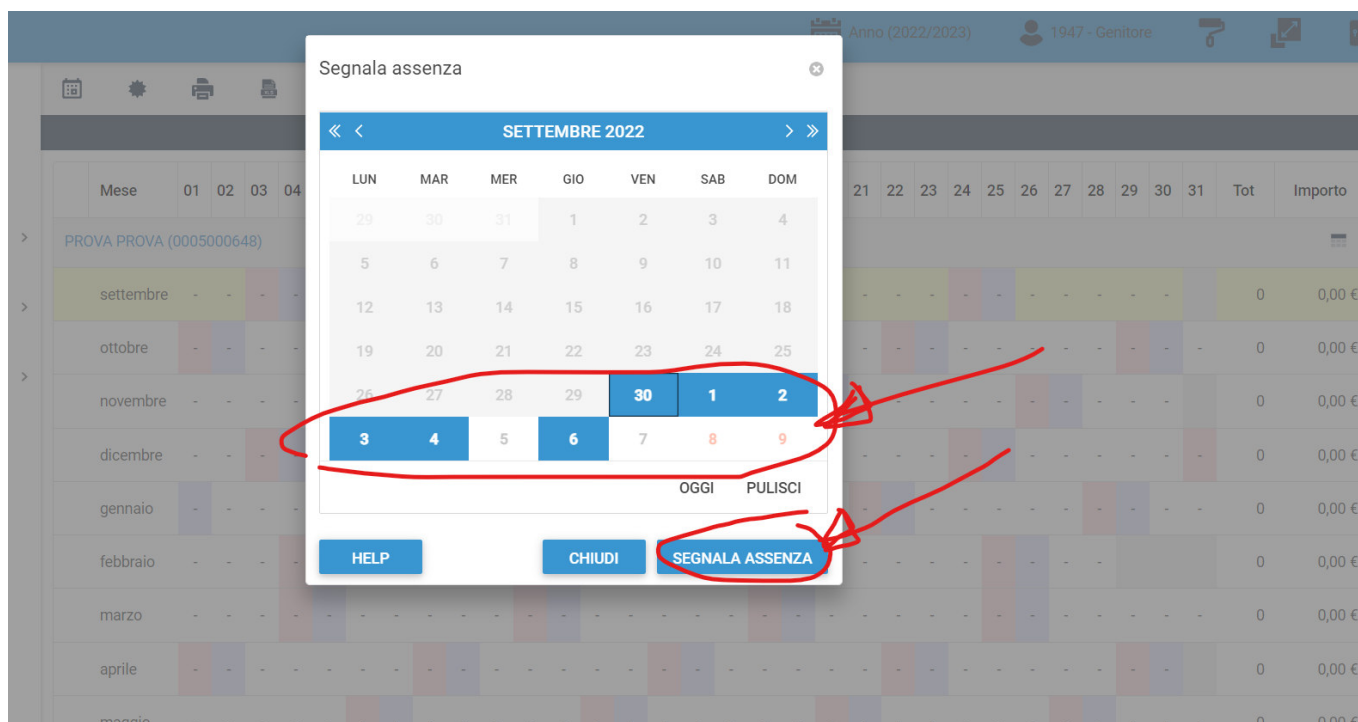 Anno (2022/2023) 1947 - Genitore
Segnala assenza
SETTEMBRE 2022
LUN MAR MER GIO VEN SAB DOM
29 30 31 1 2 3 4
5 6 7 8 9 10 11
12 13 14 15 16 17 18
19 20 21 22 23 24 25
26 27 28 29 30 1 2
3 4 5 6 7 8 9
OGGI PULISCI
HELP CHIUDI SEGNALA ASSENZA
Mese 01 02 03 04 21 22 23 24 25 26 27 28 29 30 31 Tot Importo
PROVA PROVA (0005000648)
settembre - - - - - - - - - - - - - - 0 0,00 €
ottobre - - - - - - - - - - - - - - - 0 0,00 €
novembre - - - - - - - - - - - - - - 0 0,00 €
dicembre - - - - - - - - - - - - - - - 0 0,00 €
gennaio - - - - - - - - - - - - - - - 0 0,00 €
febbraio - - - - - - - - - - - - 0 0,00 €
marzo - - - - - - - - - - - - - - - - - - - - - - - - - - - - - - - 0 0,00 €
aprile - - - - - - - - - - - - - - - - - - - - - - - - - - - - - - 0 0,00 €
maggio 0 0,00 €